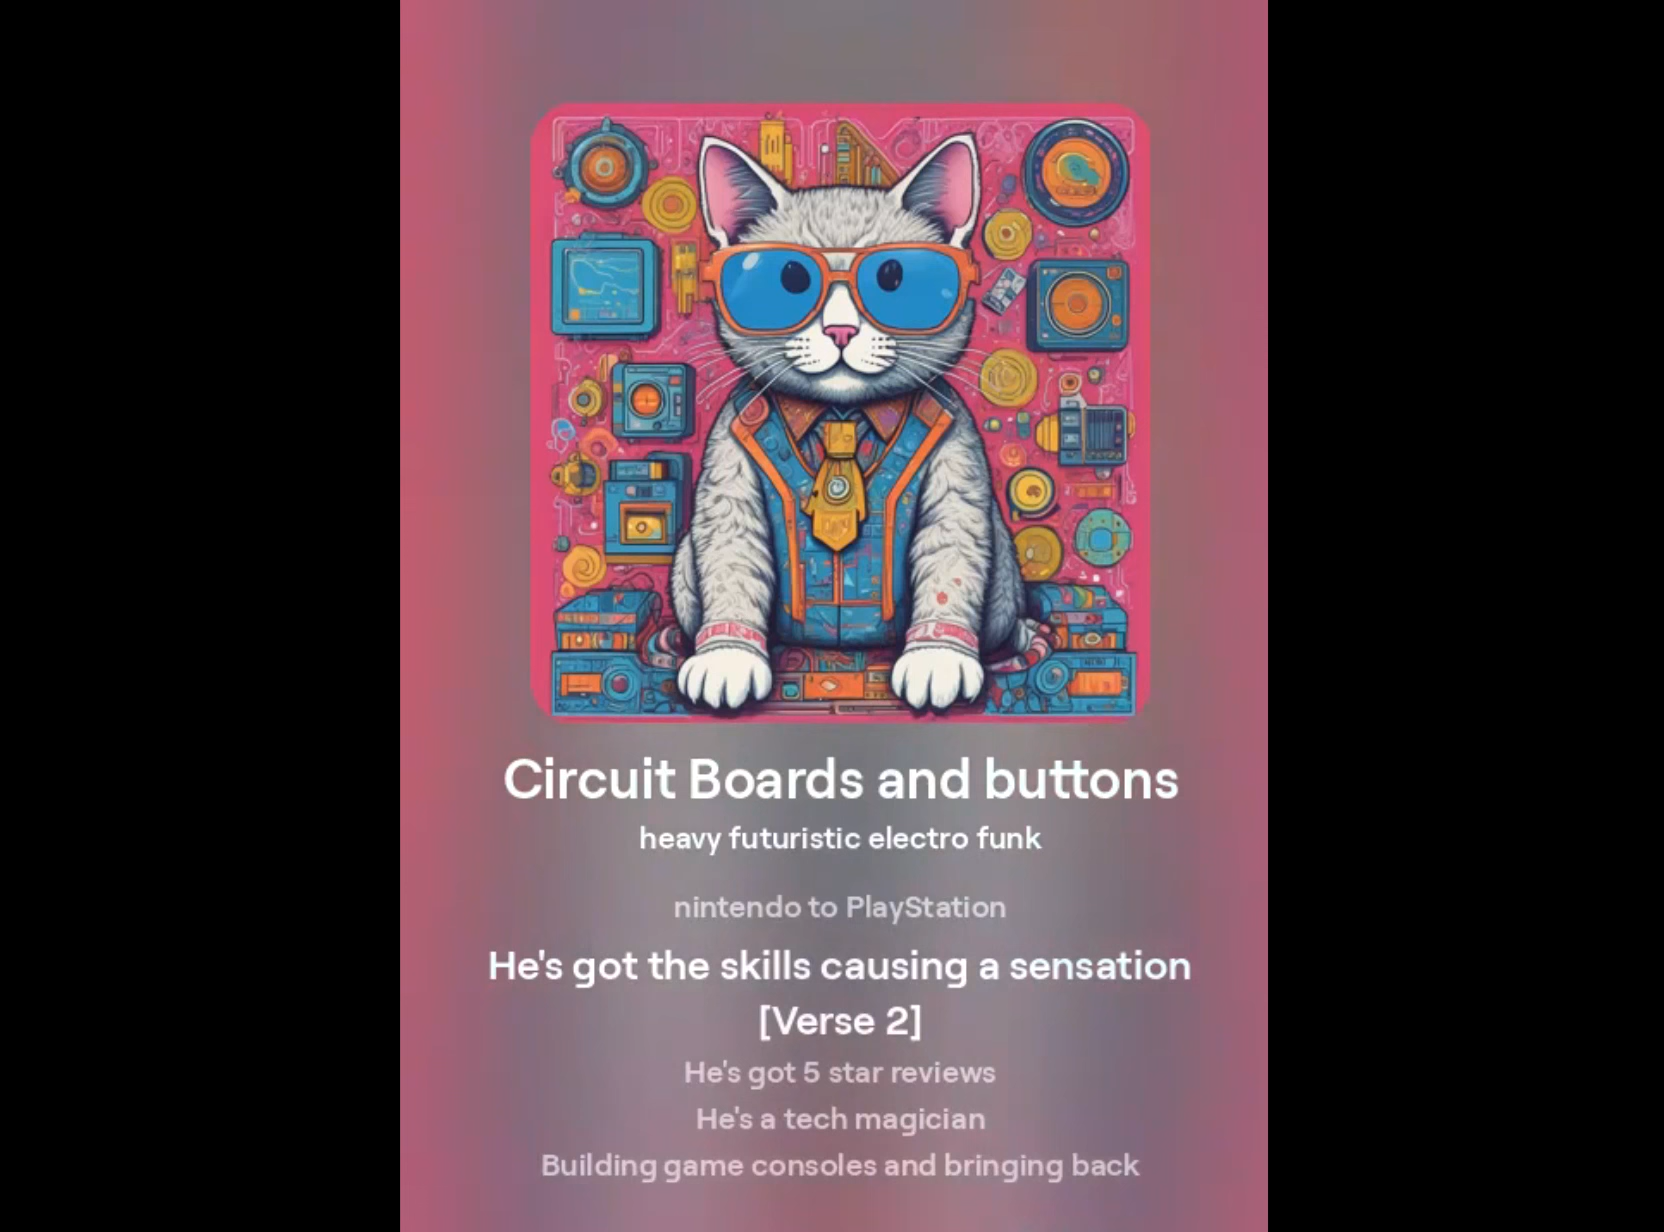 Circuit Boards and buttons
heavy futuristic electro funk
nintendo to PlayStation
He's got the skills causing a sensation
[Verse 2]
He's got 5 star reviews
He's a tech magician
Building game consoles and bringing back